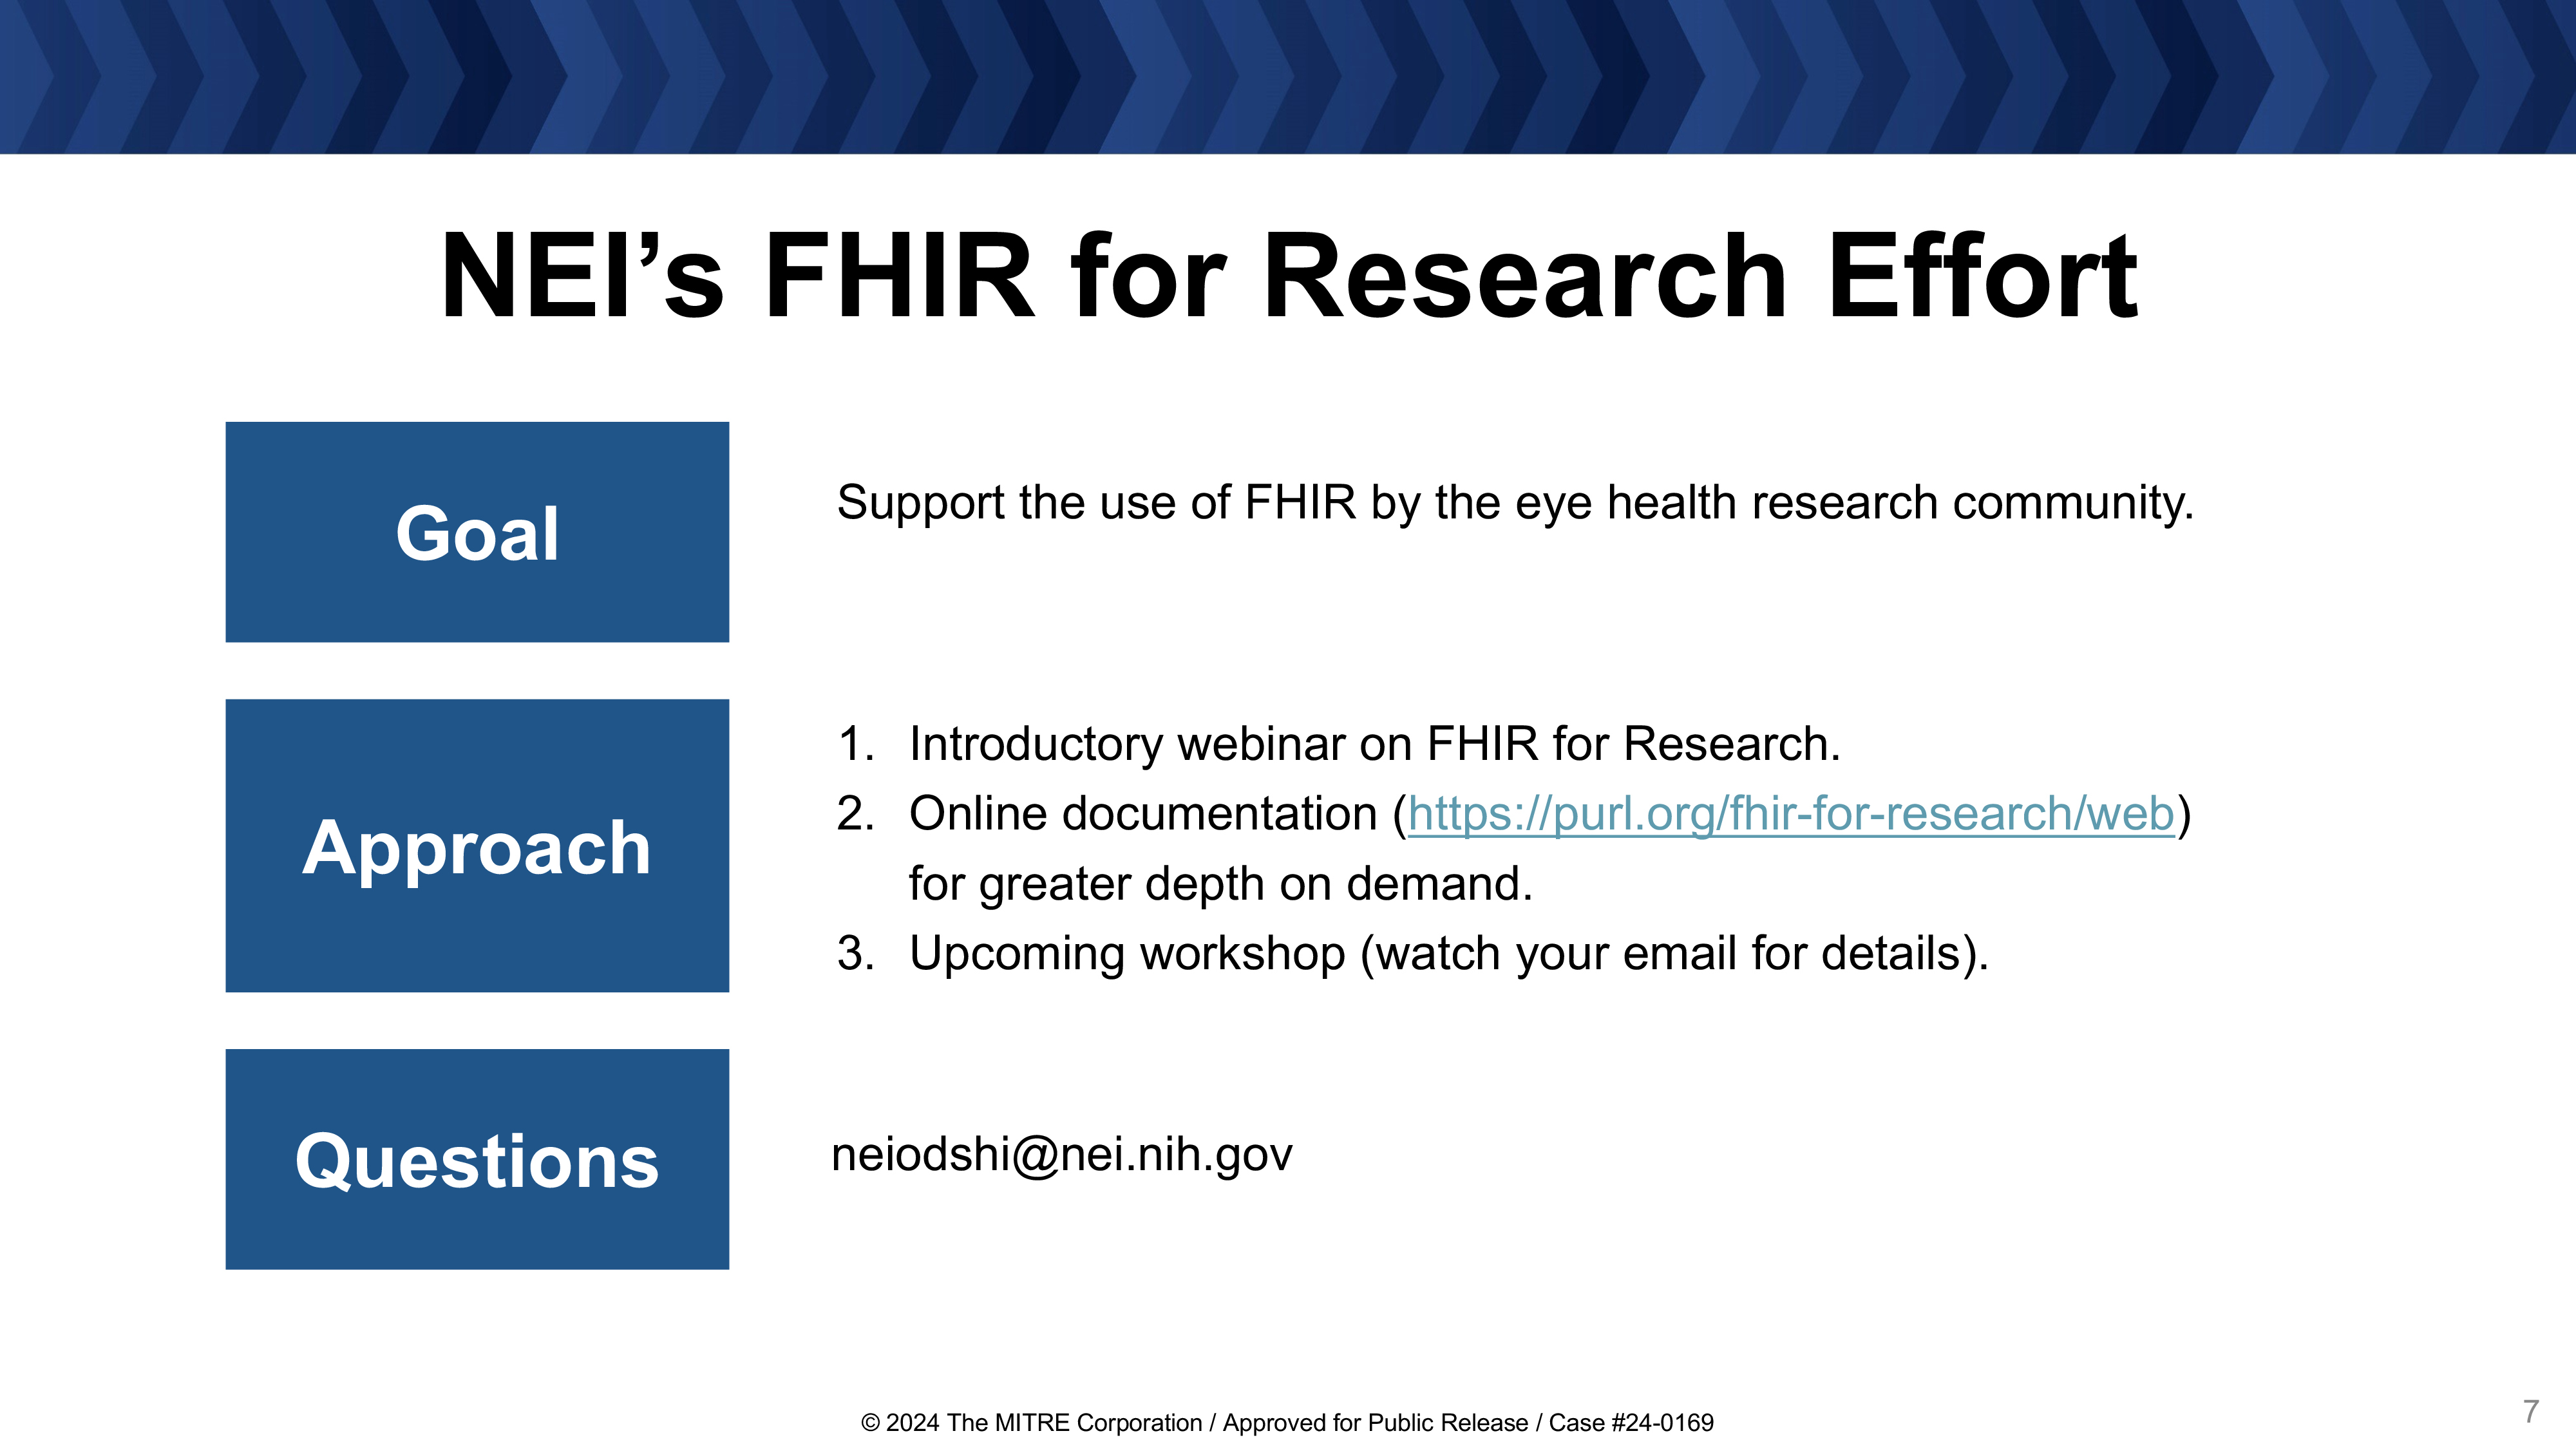 NEI’s FHIR for Research Effort
Goal
Support the use of FHIR by the eye health research community.
Approach
1. Introductory webinar on FHIR for Research.
2. Online documentation (https://purl.org/fhir-for-research/web)
for greater depth on demand.
3. Upcoming workshop (watch your email for details).
Questions
neiodshi@nei.nih.gov
© 2024 The MITRE Corporation / Approved for Public Release / Case #24-0169
7